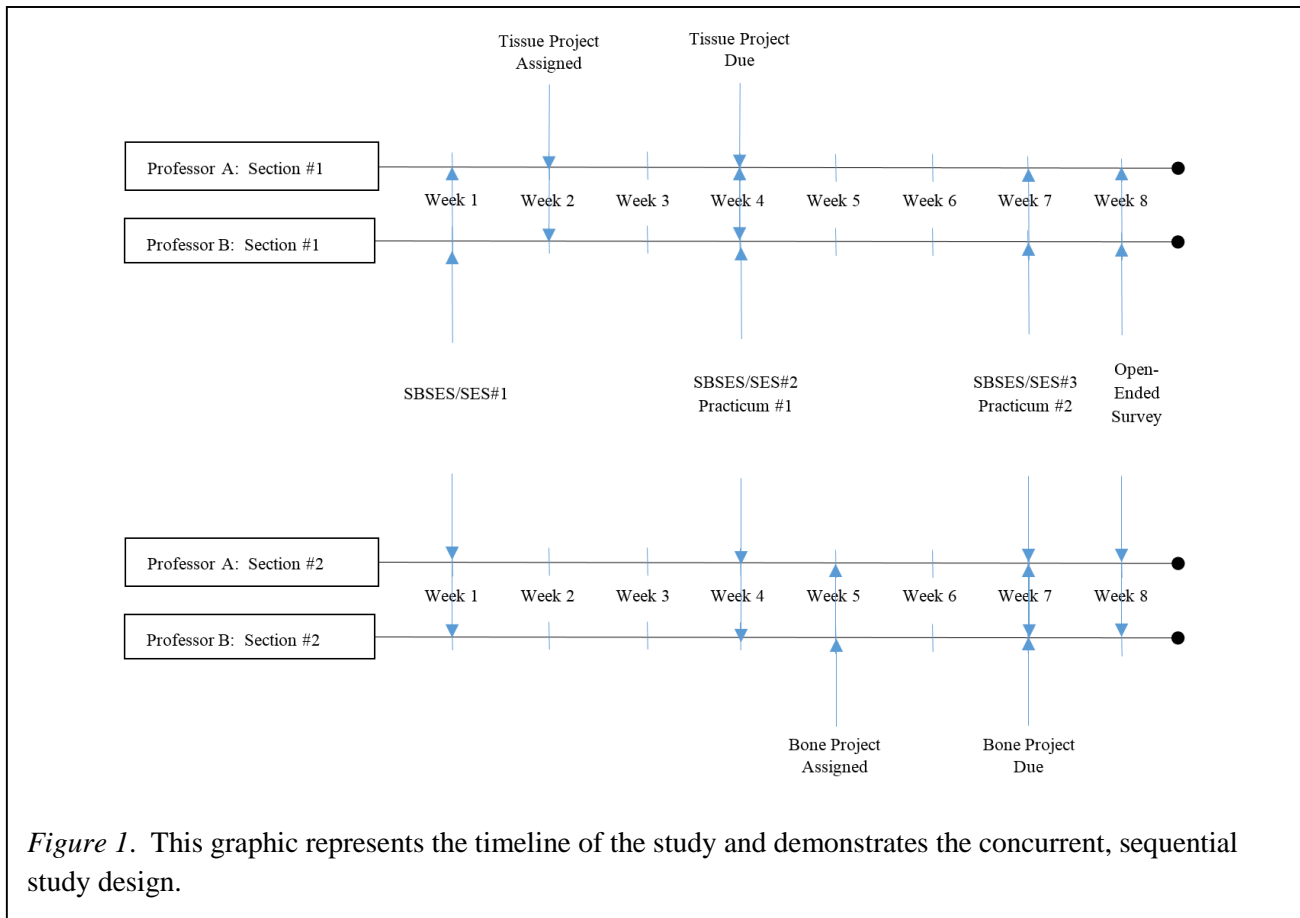 Tissue Project
Assigned
Tissue Project
Due
Professor A:  Section #1
Week 1
Week 2
Week 3
Week 4
Week 5
Week 6
Week 7
Week 8
Professor B:  Section #1
SBSES/SES#1
SBSES/SES#2
Practicum #1
SBSES/SES#3
Practicum #2
Open-
Ended
Survey
Professor A:  Section #2
Week 1
Week 2
Week 3
Week 4
Week 5
Week 6
Week 7
Week 8
Professor B:  Section #2
Bone Project
Assigned
Bone Project
Due
Figure 1.  This graphic represents the timeline of the study and demonstrates the concurrent, sequential
study design.